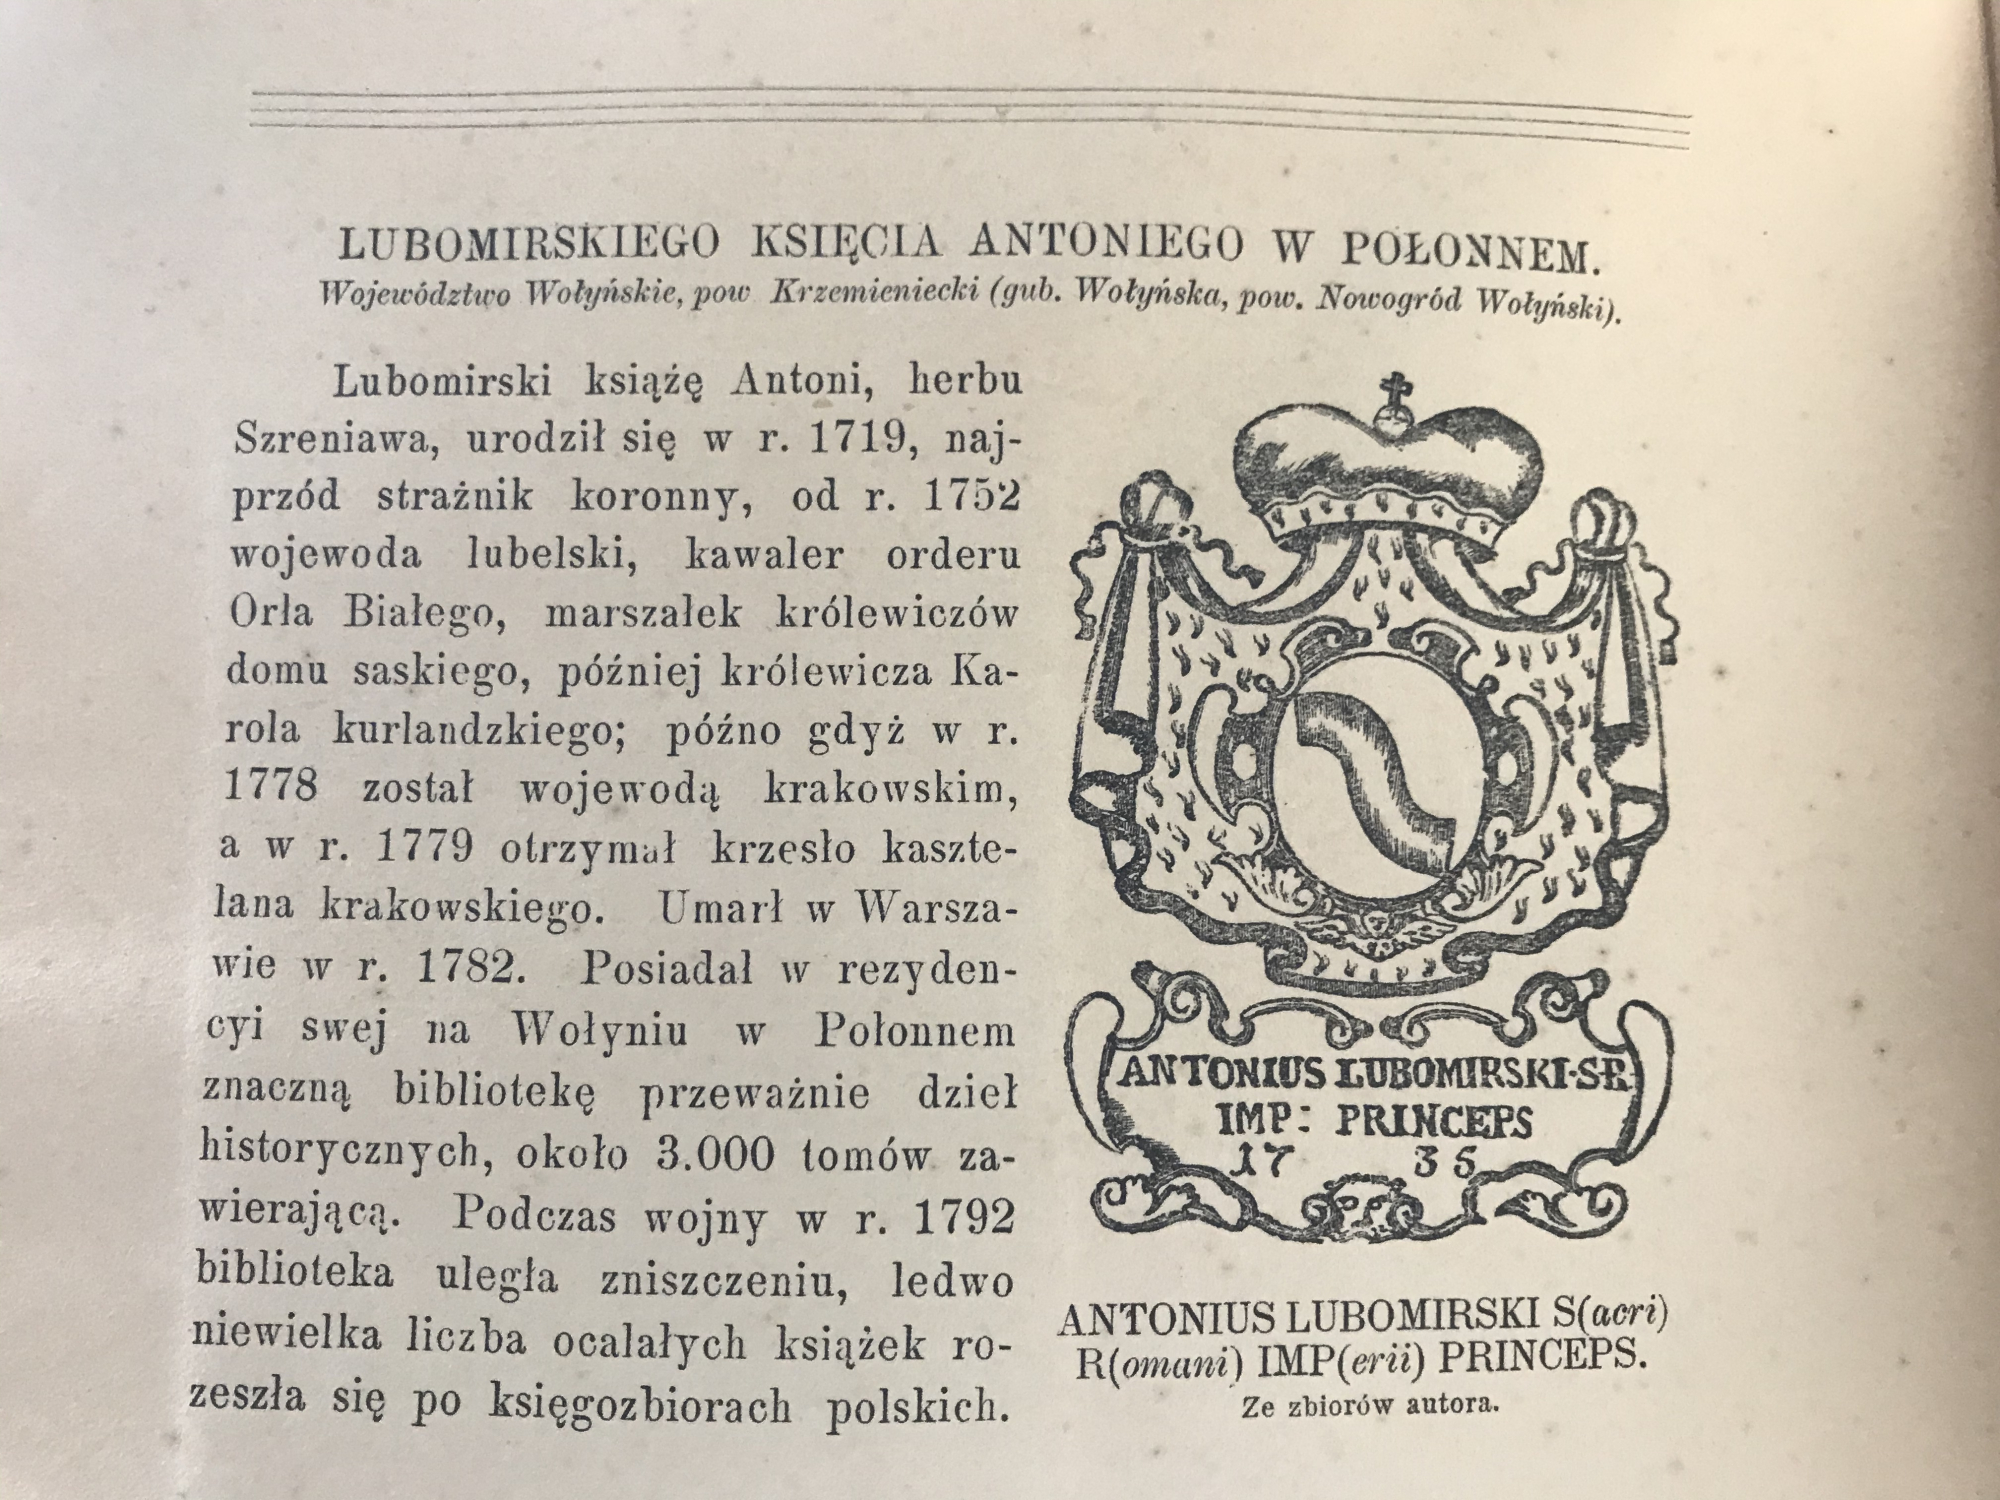 LUBOMIRSKIEGO KSIĘCIA ANTONIEGO W POŁONNEM.
Województwo Wołyńskie, pow Krzemieniecki (gub. Wołyńska, pow. Nowogród Wołyński).
Lubomirski książę Antoni, herbu
Szreniawa, urodził się w r. 1719, naj-
przód strażnik koronny, od r. 1752
wojewoda lubelski, kawaler orderu
Orła Białego, marszałek królewiczów
domu saskiego, później królewicza Ka-
rola kurlandzkiego; późno gdyż w r.
1778 został wojewodą krakowskim,
a w r. 1779 otrzymał krzesło kaszte-
lana krakowskiego. Umarł w Warsza-
wie w r. 1782. Posiadał w rezyden-
cyi swej na Wołyniu w Połonnem
znaczną bibliotekę przeważnie dzieł
historycznych, około 3.000 tomów za-
wierającą. Podczas wojny w r. 1792
biblioteka uległa zniszczeniu, ledwo
niewielka liczba ocalałych książek ro-
zeszła się po księgozbiorach polskich.
ANTONIUS LUBOMIRSKI·S·R·
IMP: PRINCEPS
17 35
ANTONIUS LUBOMIRSKI S(acri)
R(omani) IMP(erii) PRINCEPS.
Ze zbiorów autora.